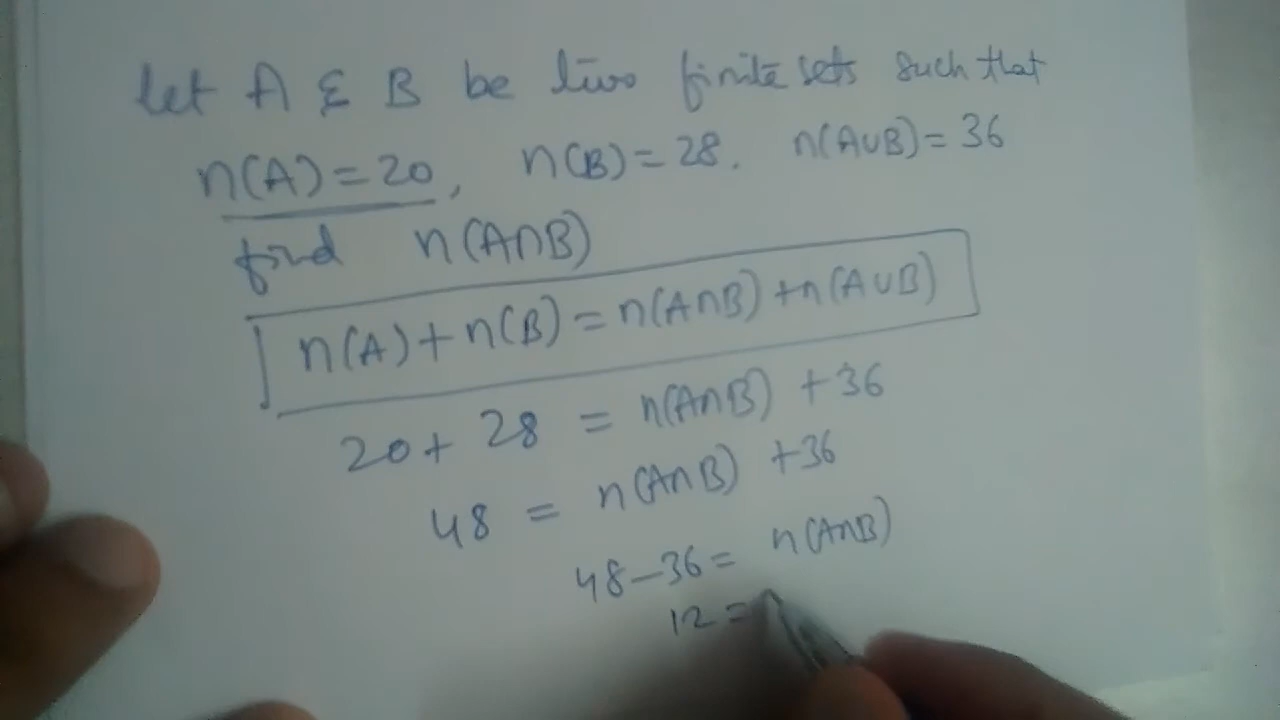 Let A & B be two finite sets such that
n(A)=20, n(B)=28. n(A∪B)=36
find n(A∩B)
n(A)+n(B)=n(A∩B)+n(A∪B)
20+ 28 = n(A∩B) +36
48 = n(A∩B) +36
48-36= n(A∩B)
12=